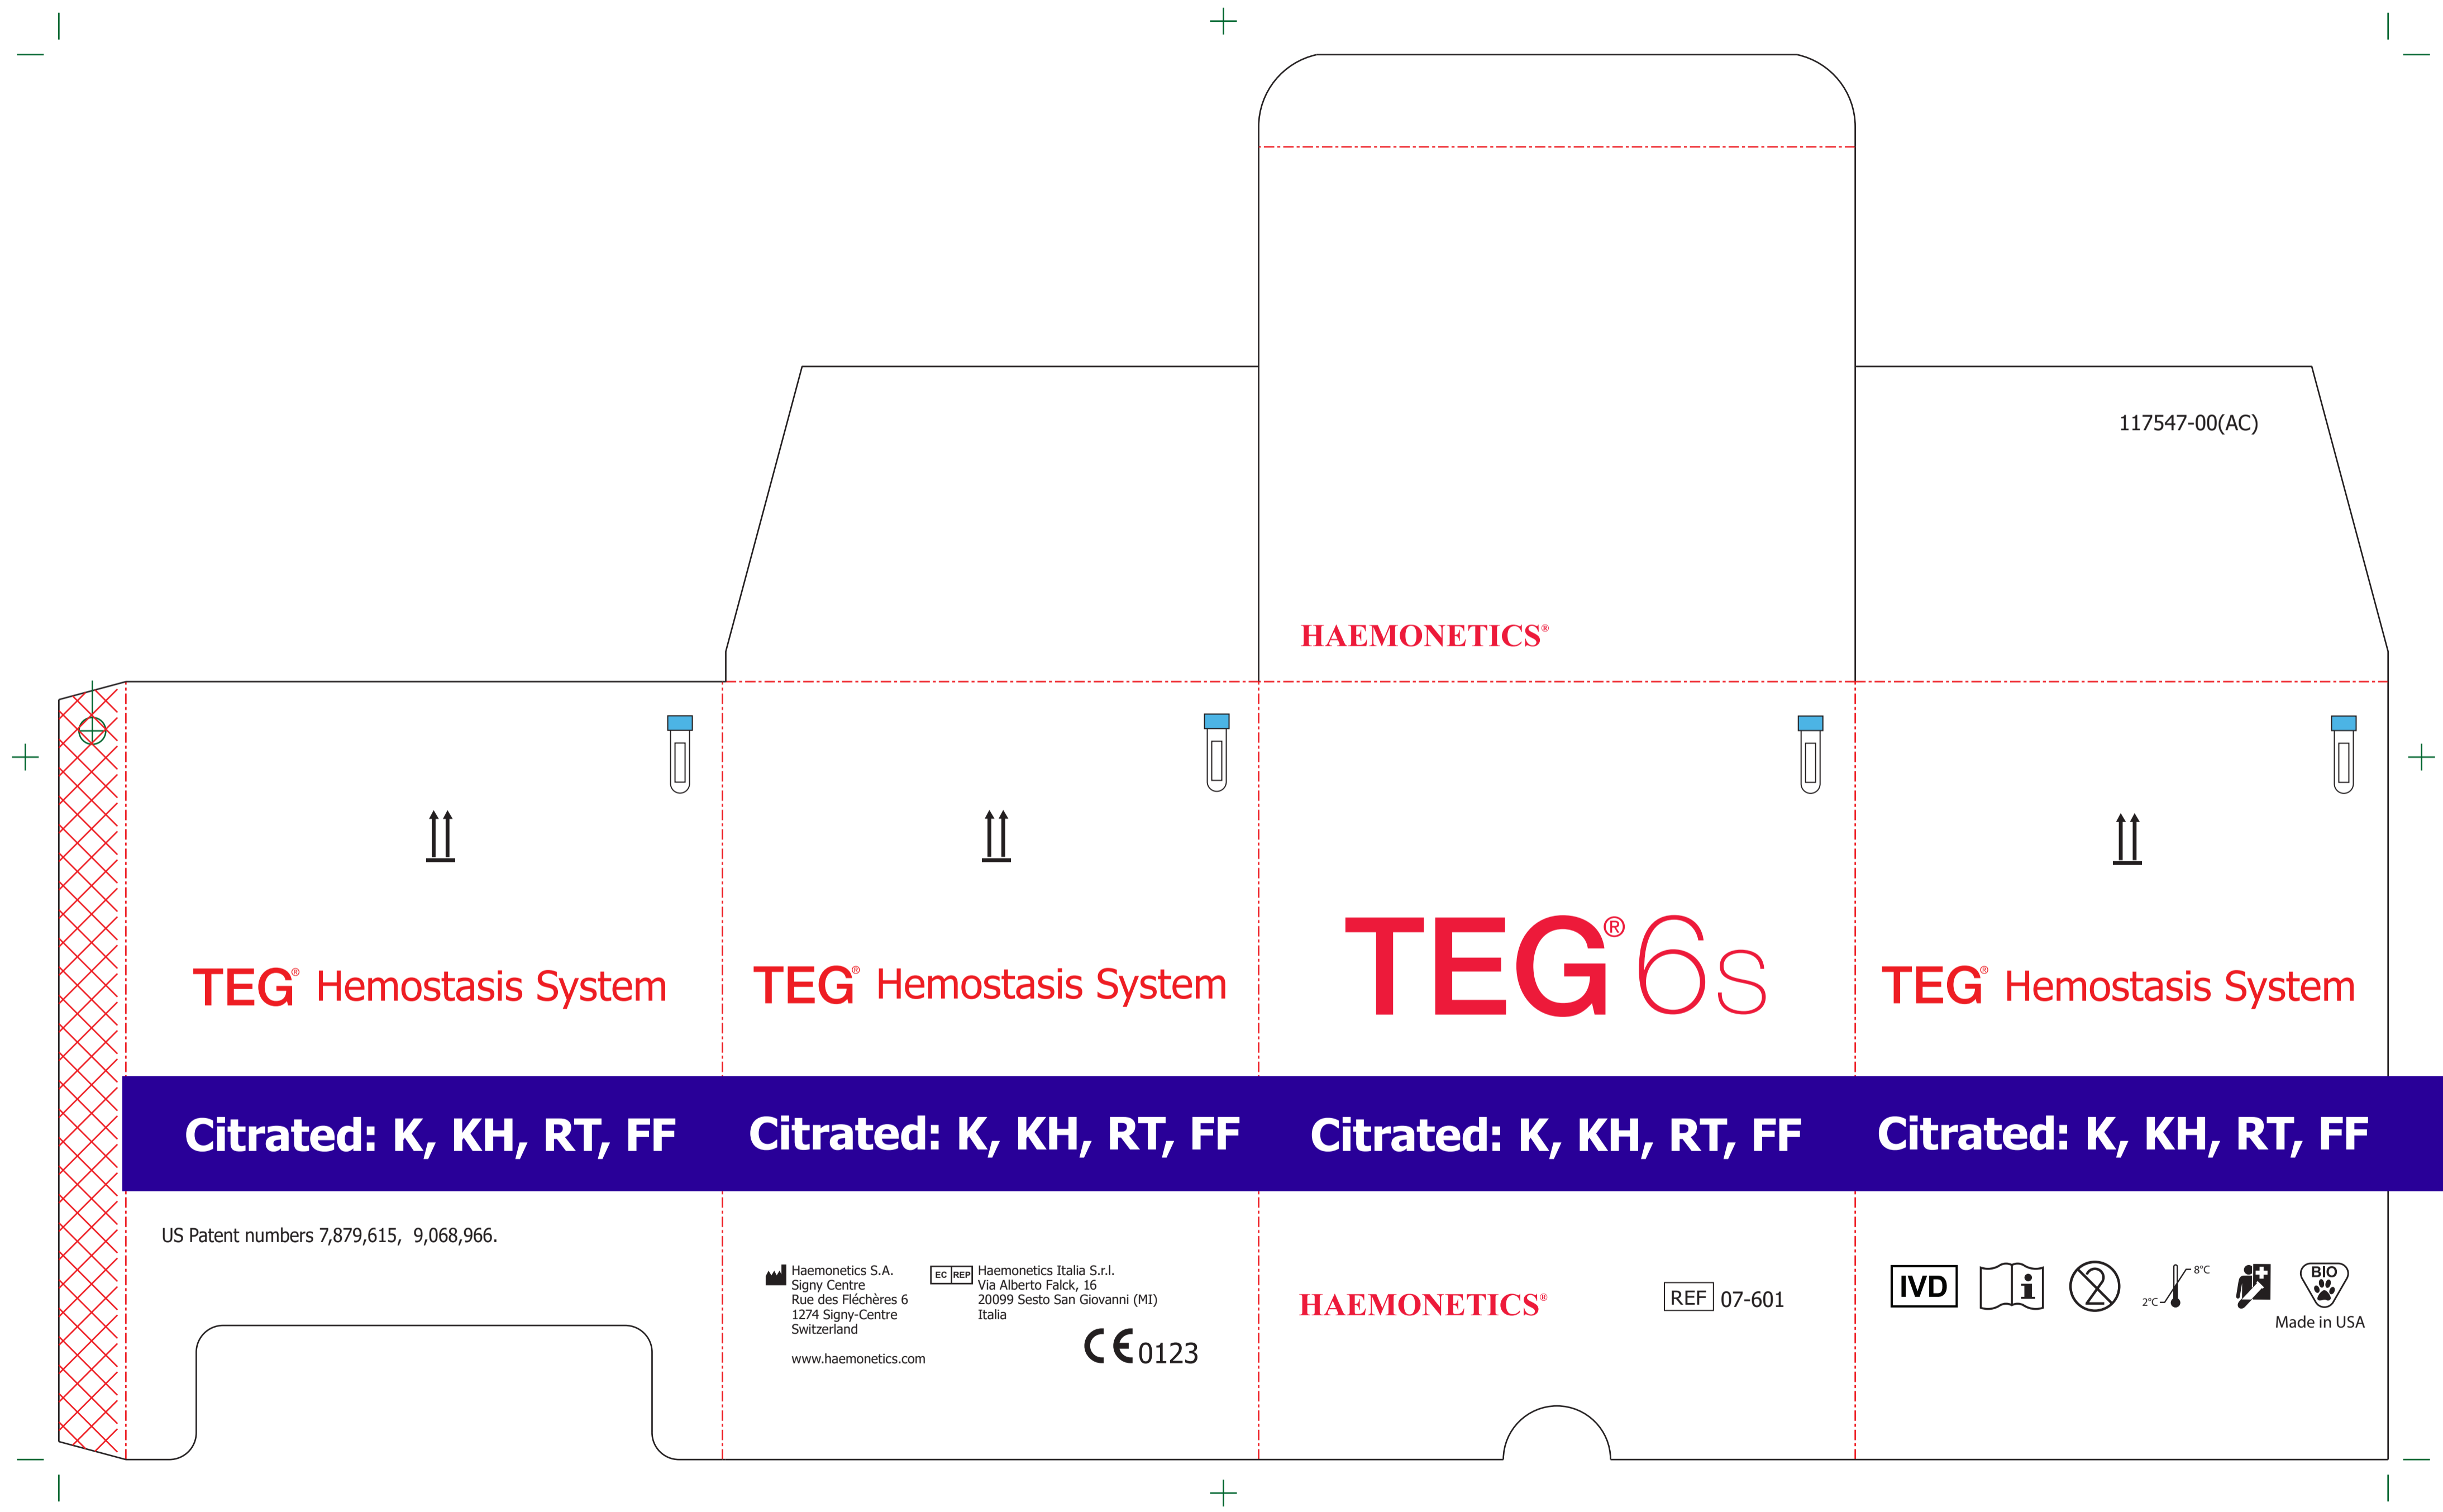 117547-00(AC)
HAEMONETICS®
TEG® Hemostasis System
TEG® Hemostasis System
TEG® 6s
TEG® Hemostasis System
Citrated: K, KH, RT, FF
Citrated: K, KH, RT, FF
Citrated: K, KH, RT, FF
Citrated: K, KH, RT, FF
US Patent numbers 7,879,615,  9,068,966.
Haemonetics S.A.
Signy Centre
Rue des Fléchères 6
1274 Signy-Centre
Switzerland
www.haemonetics.com
EC REP
Haemonetics Italia S.r.l.
Via Alberto Falck, 16
20099 Sesto San Giovanni (MI)
Italia
CE 0123
HAEMONETICS®
REF 07-601
IVD
i
2
2°C
8°C
BIO
Made in USA